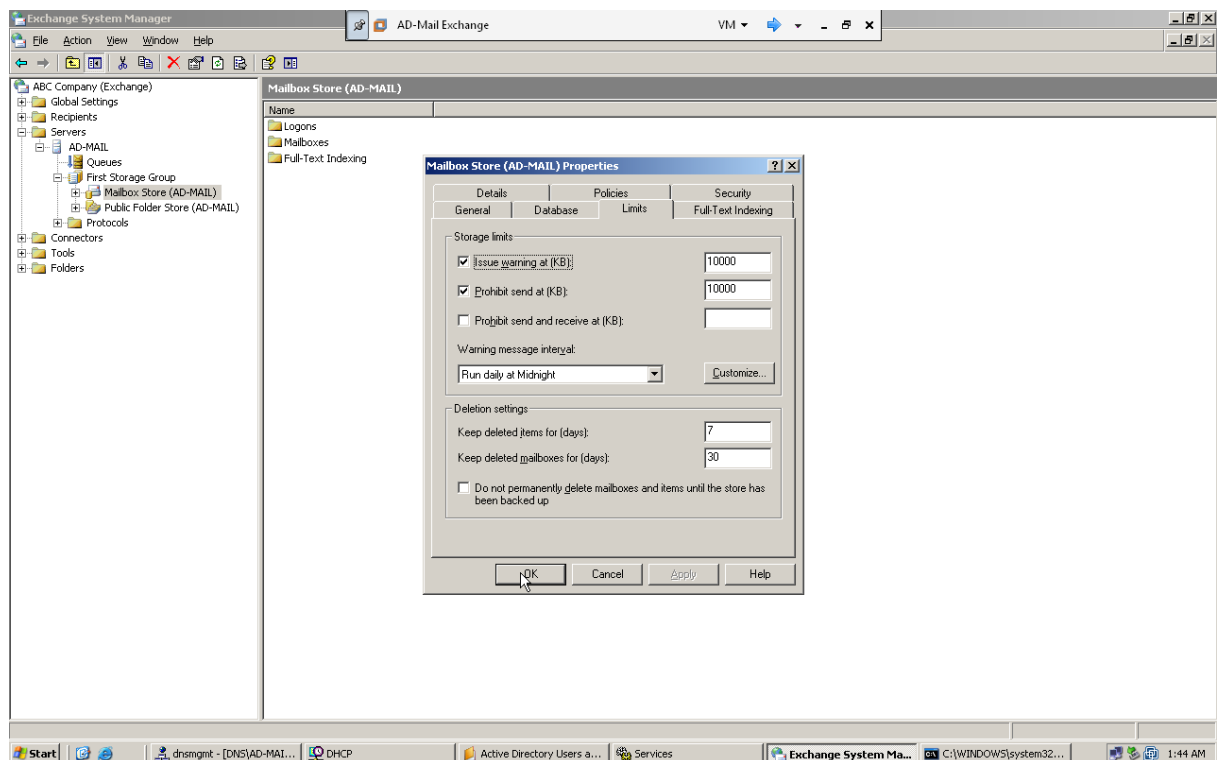 Exchange System Manager
AD-Mail Exchange
VM
File Action View Window Help
ABC Company (Exchange)
Global Settings
Recipients
Servers
AD-MAIL
Queues
First Storage Group
Mailbox Store (AD-MAIL)
Public Folder Store (AD-MAIL)
Protocols
Connectors
Tools
Folders
Mailbox Store (AD-MAIL)
Name
Logons
Mailboxes
Full-Text Indexing
Mailbox Store (AD-MAIL) Properties
Details Policies Security
General Database Limits Full-Text Indexing
Storage limits
Issue warning at (KB): 10000
Prohibit send at (KB): 10000
Prohibit send and receive at (KB):
Warning message interval:
Run daily at Midnight Customize...
Deletion settings
Keep deleted items for (days): 7
Keep deleted mailboxes for (days): 30
Do not permanently delete mailboxes and items until the store has
been backed up
OK Cancel Apply Help
Start dnsmgmt - [DNS\AD-MAI... DHCP Active Directory Users a... Services Exchange System Ma... C:\WINDOWS\system32... 1:44 AM